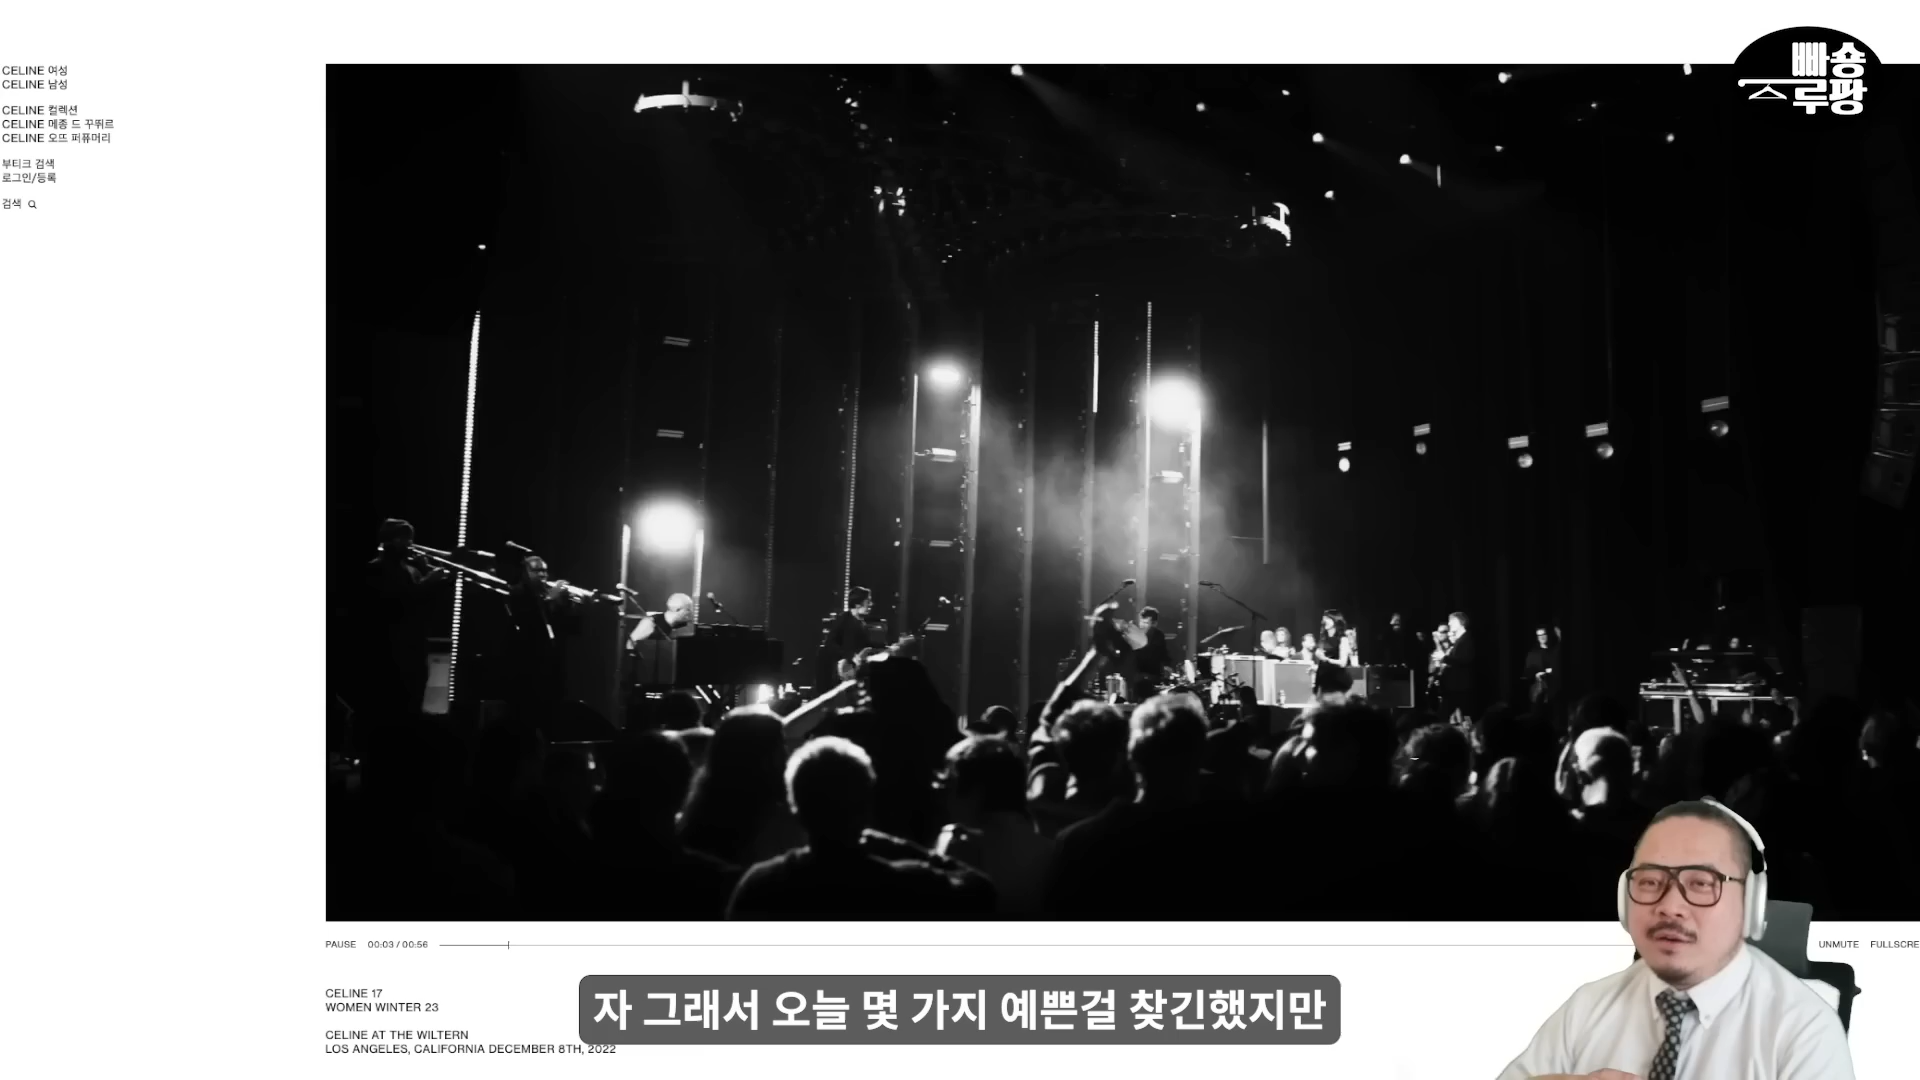 CELINE 여성
CELINE 남성
CELINE 컬렉션
CELINE 메종 드 꾸뛰르
CELINE 오뜨 퍼퓨머리
부티크 검색
로그인/등록
검색
빠숑
루팡
PAUSE 00:03 / 00:56
UNMUTE FULLSCRE
CELINE 17
WOMEN WINTER 23
CELINE AT THE WILTERN
LOS ANGELES, CALIFORNIA DECEMBER 8TH, 2022
자 그래서 오늘 몇 가지 예쁜걸 찾긴했지만